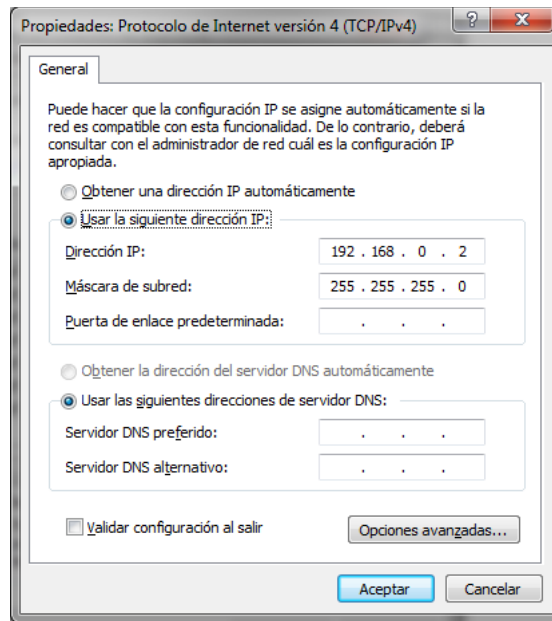 Propiedades: Protocolo de Internet versión 4 (TCP/IPv4)
General
Puede hacer que la configuración IP se asigne automáticamente si la
red es compatible con esta funcionalidad. De lo contrario, deberá
consultar con el administrador de red cuál es la configuración IP
apropiada.
Obtener una dirección IP automáticamente
Usar la siguiente dirección IP:
Dirección IP: 192 . 168 . 0 . 2
Máscara de subred: 255 . 255 . 255 . 0
Puerta de enlace predeterminada: . . .
Obtener la dirección del servidor DNS automáticamente
Usar las siguientes direcciones de servidor DNS:
Servidor DNS preferido: . . .
Servidor DNS alternativo: . . .
Validar configuración al salir
Opciones avanzadas...
Aceptar Cancelar